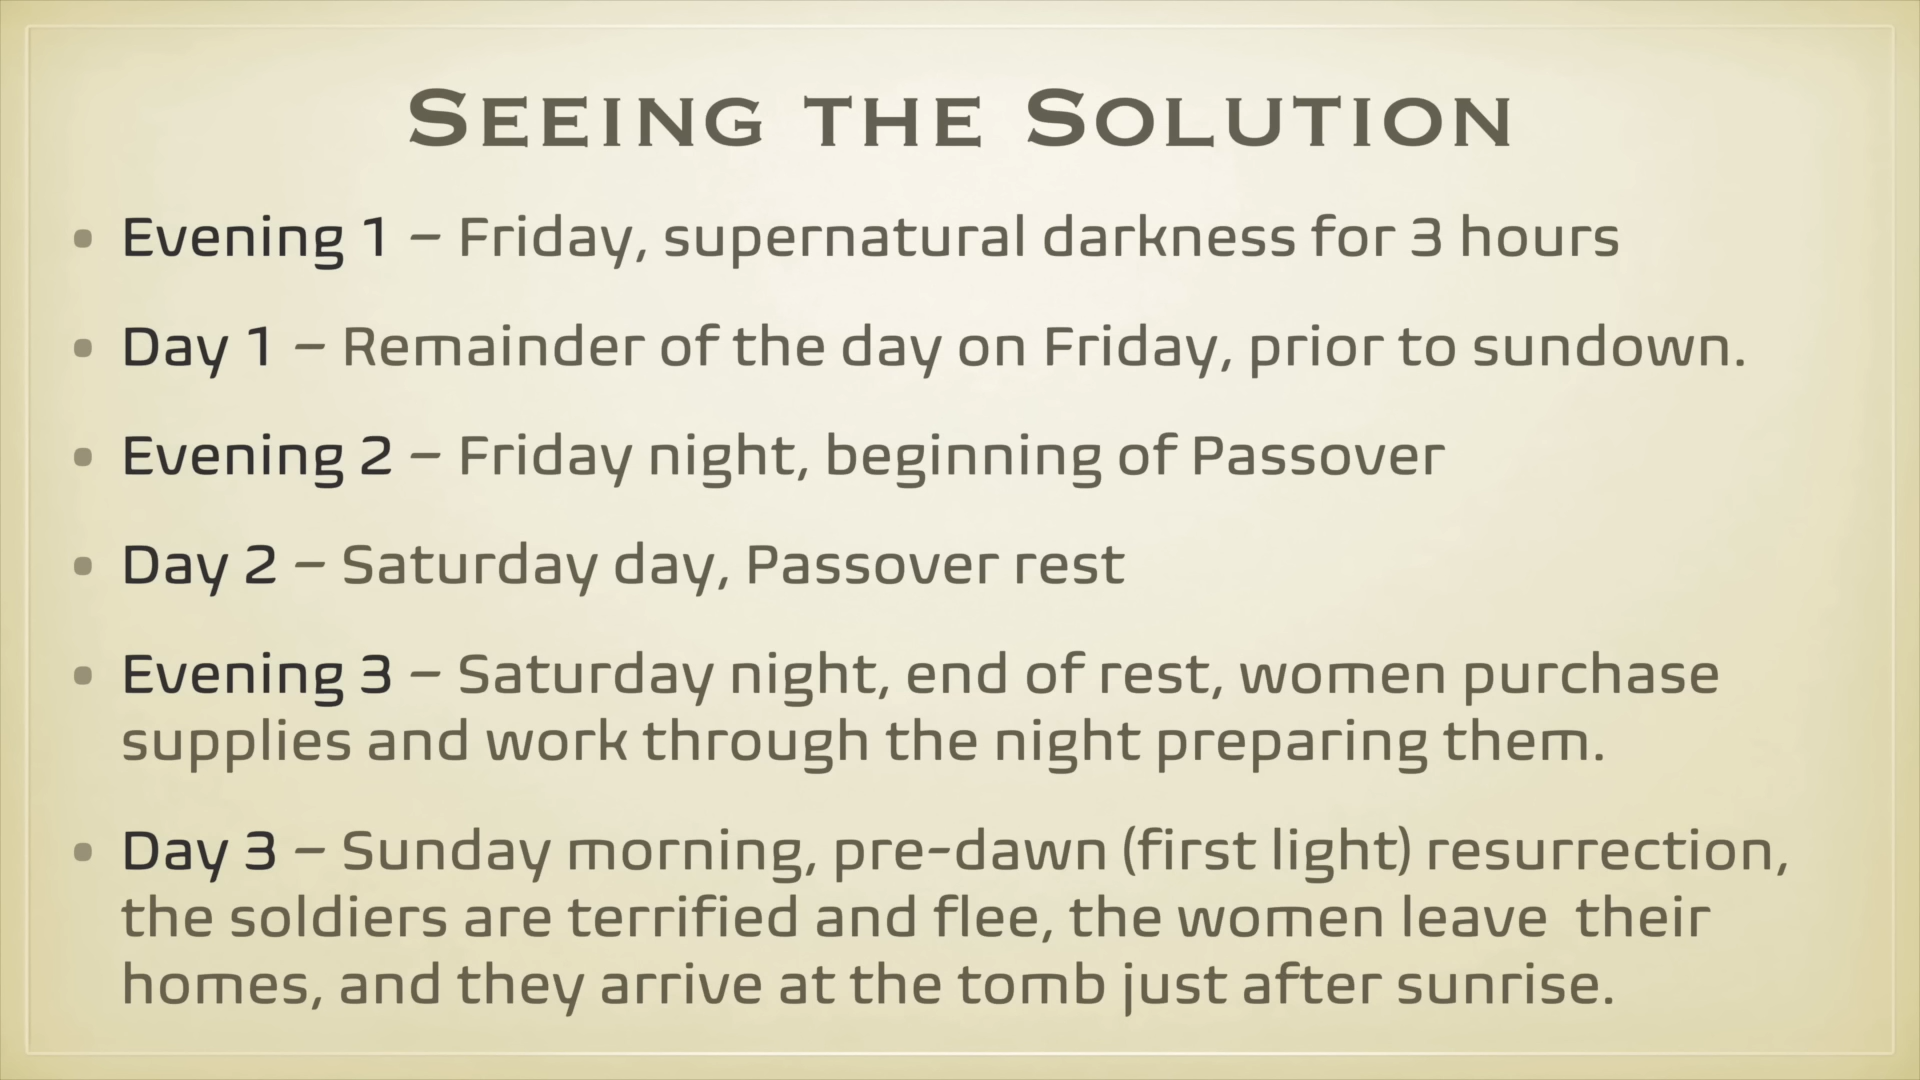 Seeing the Solution
• Evening 1 – Friday, supernatural darkness for 3 hours
• Day 1 – Remainder of the day on Friday, prior to sundown.
• Evening 2 – Friday night, beginning of Passover
• Day 2 – Saturday day, Passover rest
• Evening 3 – Saturday night, end of rest, women purchase
supplies and work through the night preparing them.
• Day 3 – Sunday morning, pre-dawn (first light) resurrection,
the soldiers are terrified and flee, the women leave  their
homes, and they arrive at the tomb just after sunrise.